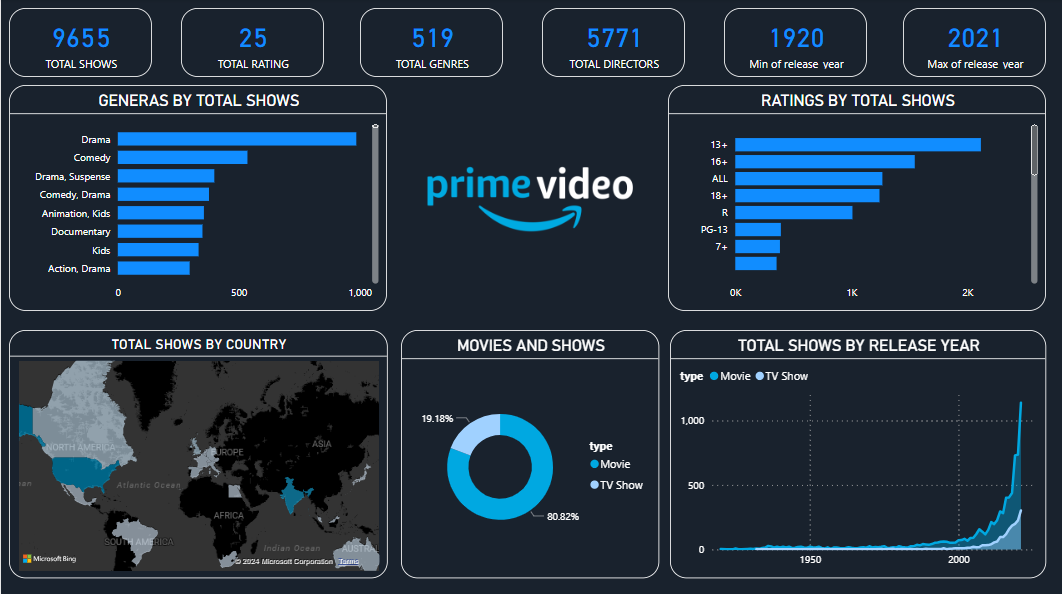 9655
TOTAL SHOWS
25
TOTAL RATING
519
TOTAL GENRES
5771
TOTAL DIRECTORS
1920
Min of release year
2021
Max of release year
GENERAS BY TOTAL SHOWS
Drama
Comedy
Drama, Suspense
Comedy, Drama
Animation, Kids
Documentary
Kids
Action, Drama
0 500 1,000
prime video
RATINGS BY TOTAL SHOWS
13+
16+
ALL
18+
R
PG-13
7+
0K 1K 2K
TOTAL SHOWS BY COUNTRY
NORTH AMERICA
EUROPE
ASIA
Atlantic Ocean
AFRICA
SOUTH AMERICA
Indian Ocean
AUSTRA
Microsoft Bing
© 2024 Microsoft Corporation Terms
MOVIES AND SHOWS
19.18%
80.82%
type
Movie
TV Show
TOTAL SHOWS BY RELEASE YEAR
type Movie TV Show
1,000
500
0
1950 2000